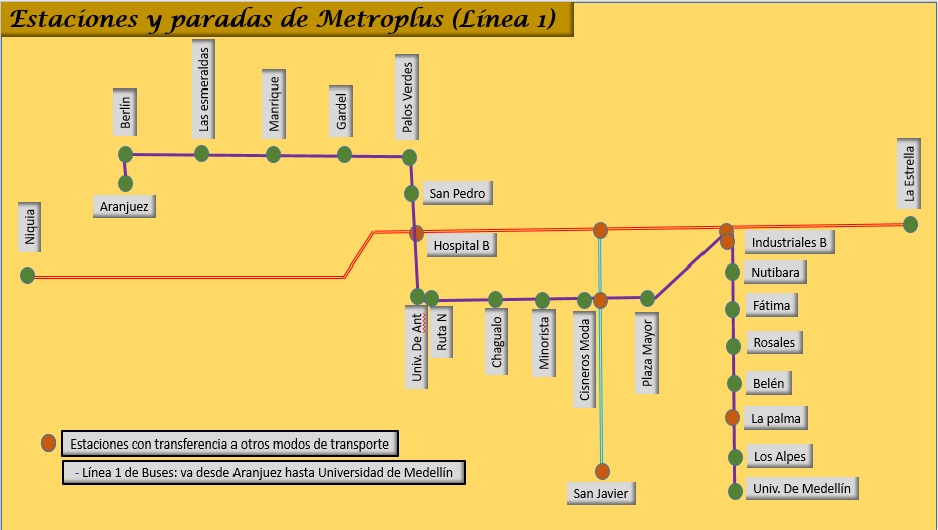 Estaciones y paradas de Metroplus (Línea 1)
Berlín
Las esmeraldas
Manrique
Gardel
Palos Verdes
La Estrella
San Pedro
Aranjuez
Niquia
Hospital B
Industriales B
Nutibara
Fátima
Univ. De Ant
Ruta N
Chagualo
Minorista
Cisneros Moda
Plaza Mayor
Rosales
Belén
La palma
Estaciones con transferencia a otros modos de transporte
Los Alpes
- Línea 1 de Buses: va desde Aranjuez hasta Universidad de Medellín
San Javier
Univ. De Medellín